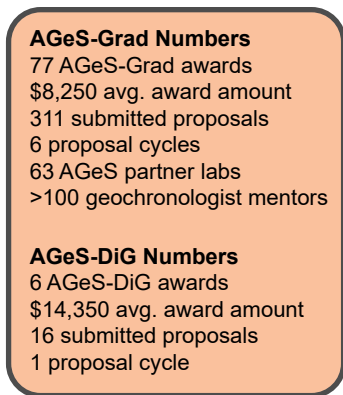 AGeS-Grad Numbers
77 AGeS-Grad awards
$8,250 avg. award amount
311 submitted proposals
6 proposal cycles
63 AGeS partner labs
>100 geochronologist mentors
AGeS-DiG Numbers
6 AGeS-DiG awards
$14,350 avg. award amount
16 submitted proposals
1 proposal cycle